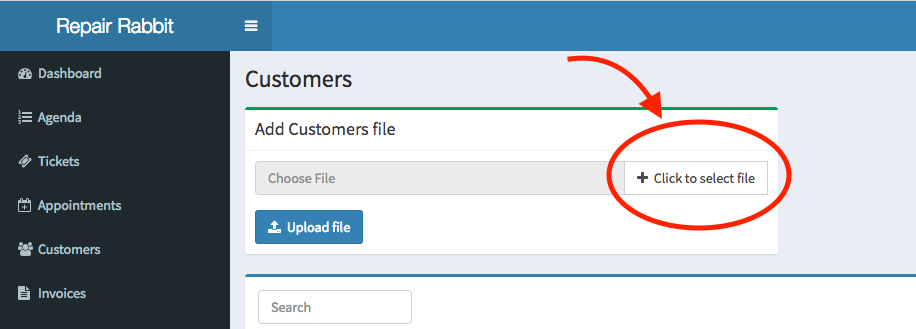 Repair Rabbit
Dashboard
Agenda
Tickets
Appointments
Customers
Invoices
Customers
Add Customers file
Choose File
Click to select file
Upload file
Search